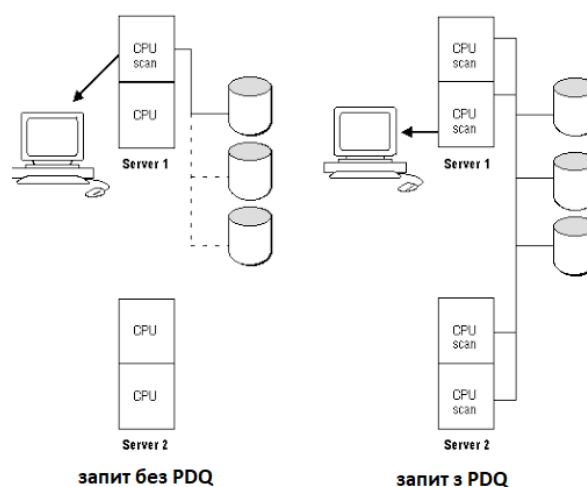 CPU
scan
CPU
Server 1
CPU
CPU
Server 2
запит без PDQ
CPU
scan
CPU
scan
Server 1
CPU
scan
CPU
scan
Server 2
запит з PDQ